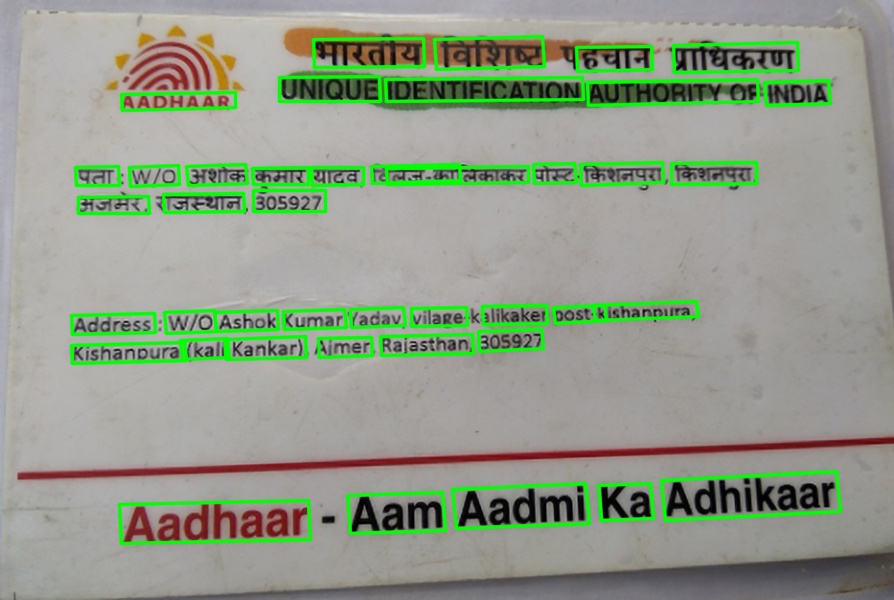 भारतीय विशिष्ट पहचान प्राधिकरण
AADHAAR
UNIQUE IDENTIFICATION AUTHORITY OF INDIA
पता : W/O अशोक कुमार यादव, पोस्ट- किशनपुरा, किशनपुरा,
अजमेर, राजस्थान, 305927
Address : W/O Ashok Kumar Yadav, vilage-kalikaker post-kishanpura,
Kishanpura (kali Kankar), Ajmer, Rajasthan, 305927
Aadhaar - Aam Aadmi Ka Adhikaar